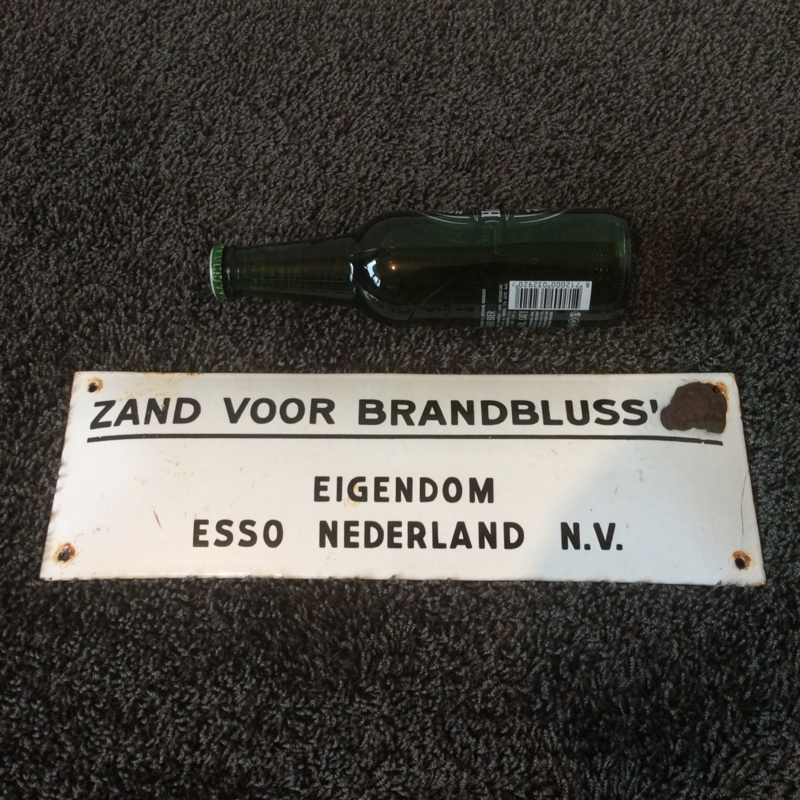 ZAND VOOR BRANDBLUSS
EIGENDOM
ESSO NEDERLAND N.V.